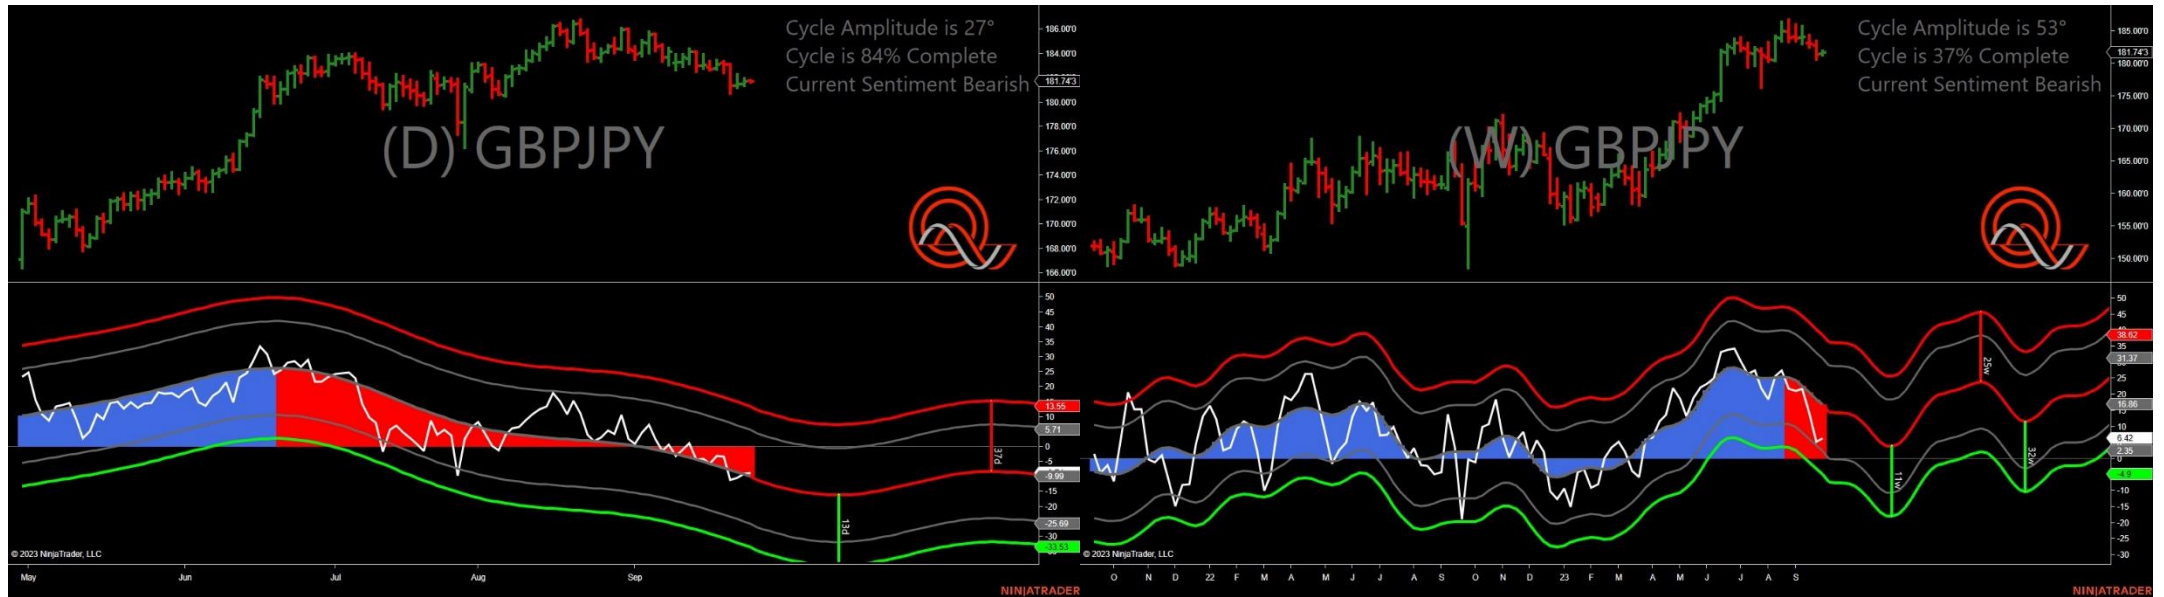 Cycle Amplitude is 27°
Cycle is 84% Complete
Current Sentiment Bearish
(D) GBPJPY
186.00'0
184.00'0
181.74'3
180.00'0
178.00'0
176.00'0
174.00'0
172.00'0
170.00'0
168.00'0
166.00'0
50
45
40
35
30
25
20
13.55
5.71
0
-5
-9.99
-15
-20
-25.69
-30
-33.53
37d
13d
© 2023 NinjaTrader, LLC
May Jun Jul Aug Sep
NINJATRADER
Cycle Amplitude is 53°
Cycle is 37% Complete
Current Sentiment Bearish
(W) GBPJPY
185.00'0
181.74'3
180.00'0
175.00'0
170.00'0
165.00'0
160.00'0
155.00'0
150.00'0
50
45
38.62
35
31.37
25
20
16.86
10
6.42
2.35
0
-4.9
-10
-15
-20
-25
-30
25w
32w
11w
© 2023 NinjaTrader, LLC
O N D 22 F M A M J J A S O N D 23 F M A M J J A S
NINJATRADER